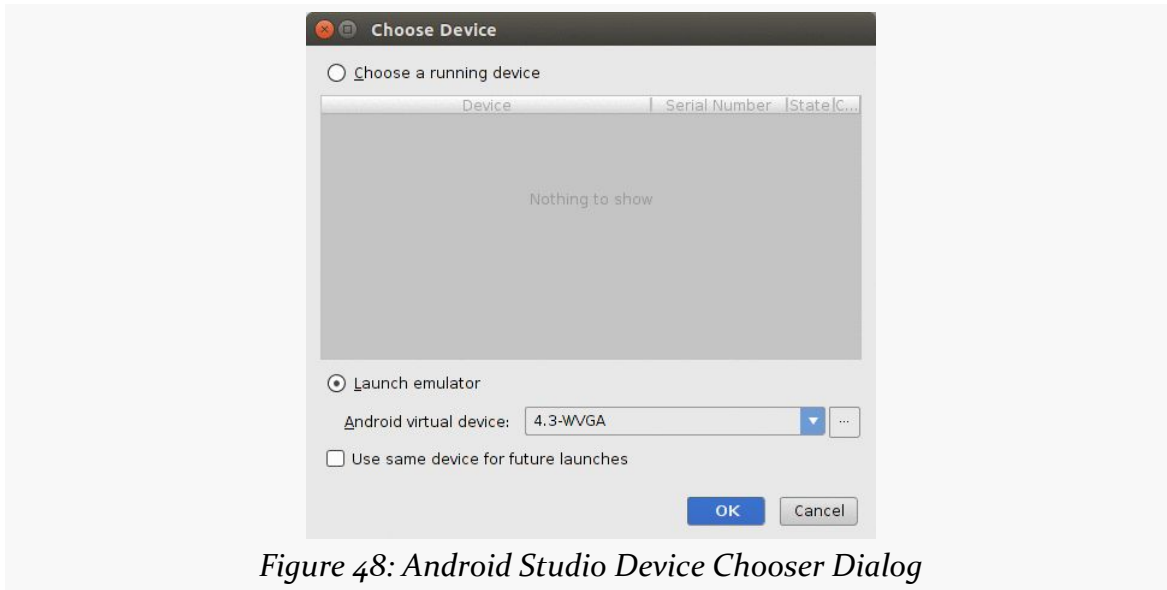 Choose Device
Choose a running device
Device Serial Number State C...
Nothing to show
Launch emulator
Android virtual device: 4.3-WVGA ...
Use same device for future launches
OK Cancel
Figure 48: Android Studio Device Chooser Dialog